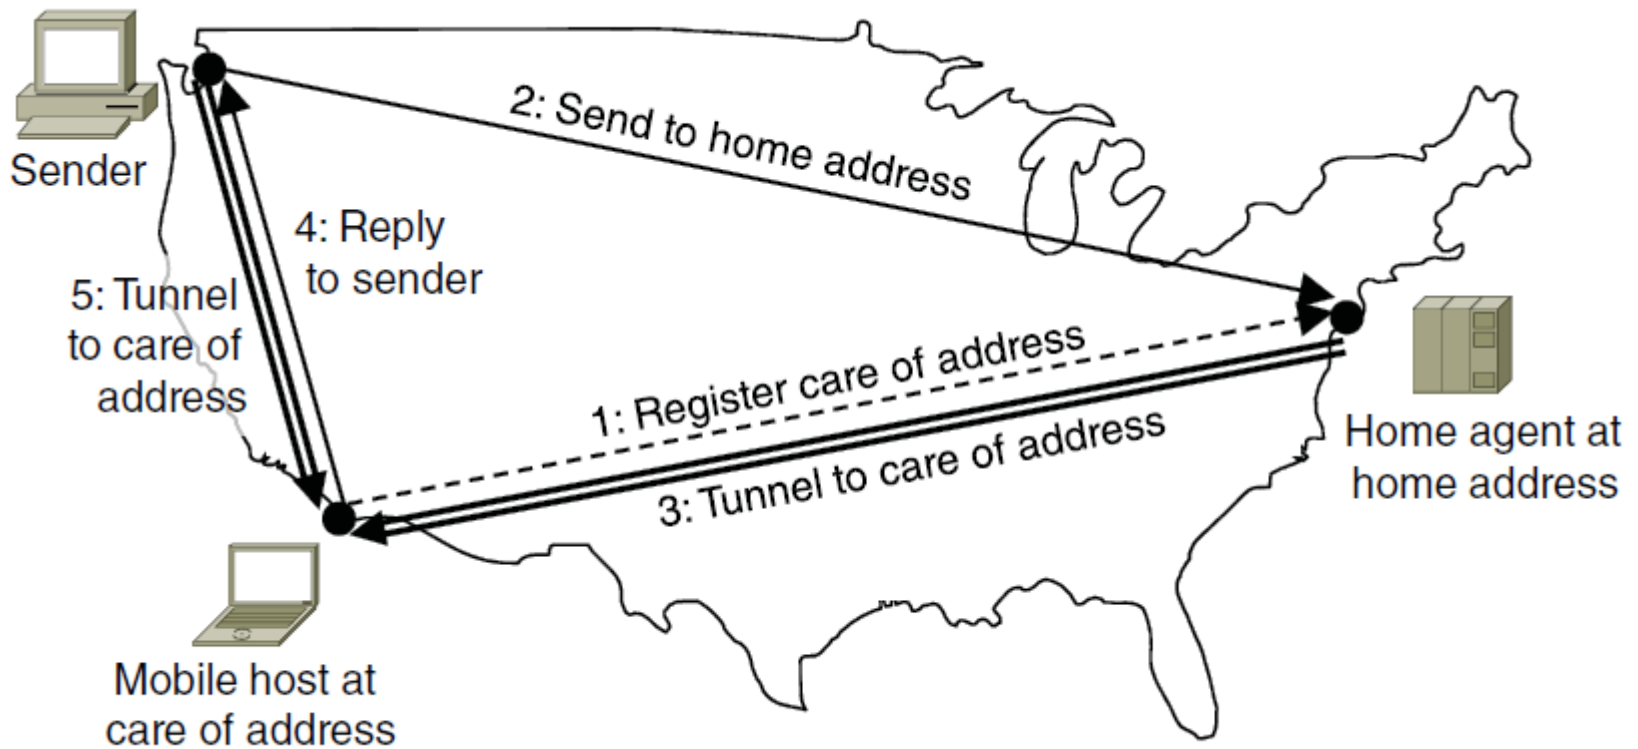 Sender
2: Send to home address
4: Reply
to sender
5: Tunnel
to care of
address
1: Register care of address
3: Tunnel to care of address
Home agent at
home address
Mobile host at
care of address